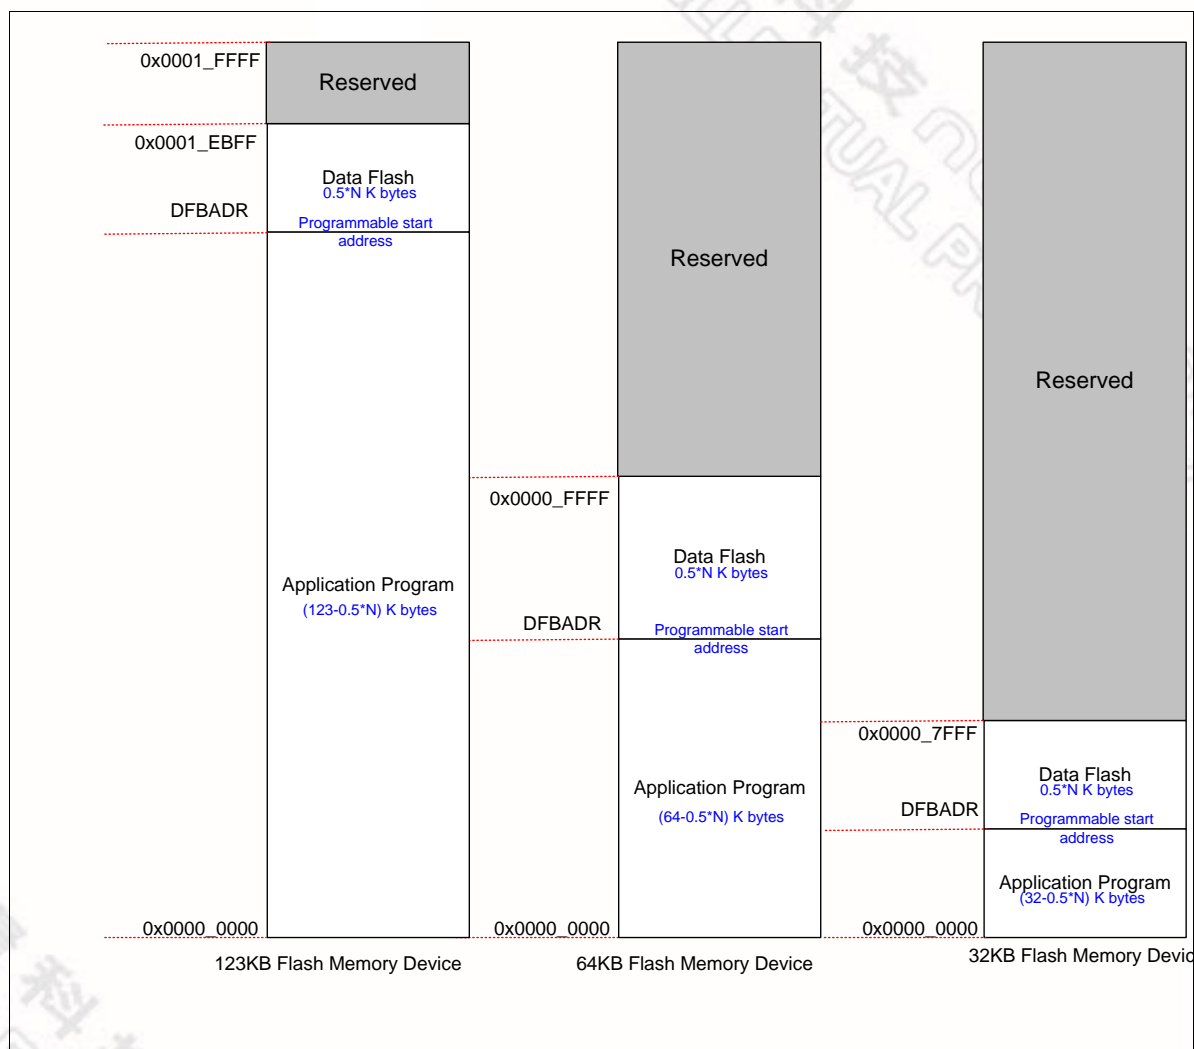 0x0001_FFFF
Reserved
0x0001_EBFF
Data Flash
0.5*N K bytes
DFBADR
Programmable start
address
Application Program
(123-0.5*N) K bytes
0x0000_0000
123KB Flash Memory Device
Reserved
0x0000_FFFF
Data Flash
0.5*N K bytes
DFBADR
Programmable start
address
Application Program
(64-0.5*N) K bytes
0x0000_0000
64KB Flash Memory Device
Reserved
0x0000_7FFF
Data Flash
0.5*N K bytes
DFBADR
Programmable start
address
Application Program
(32-0.5*N) K bytes
0x0000_0000
32KB Flash Memory Devic
科技
科